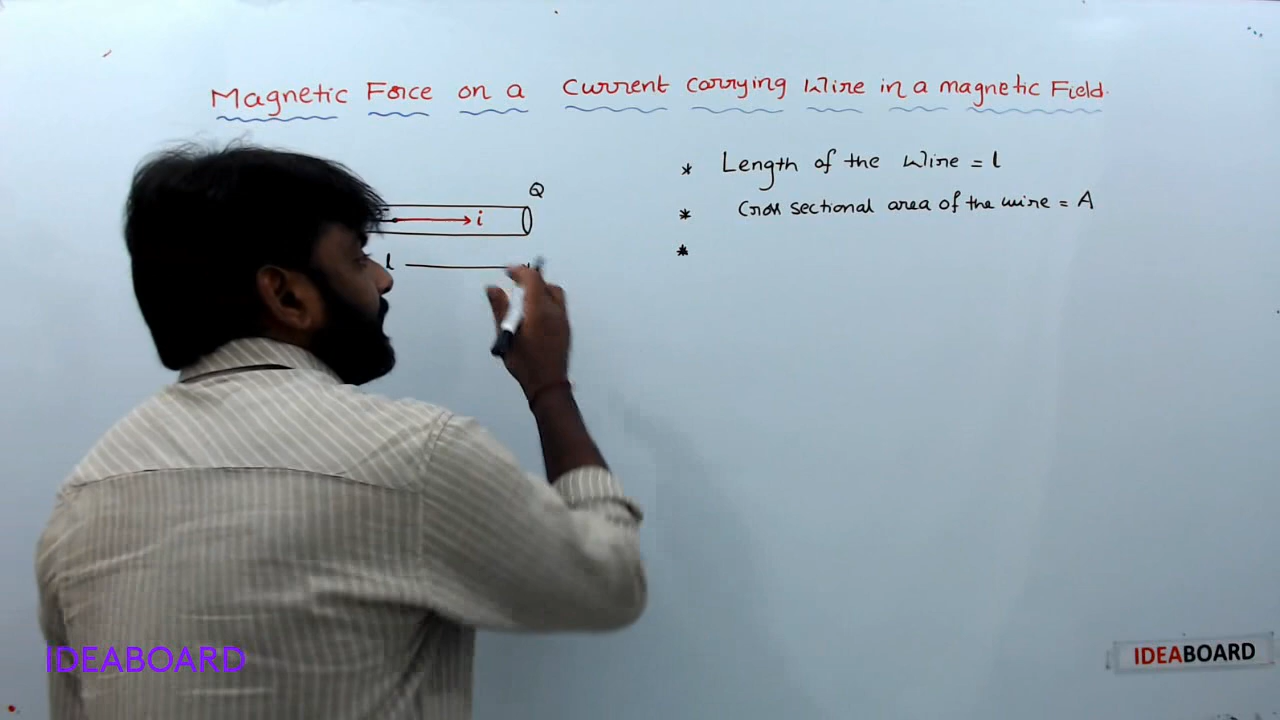 Magnetic Force on a Current Carrying Wire in a magnetic Field.
* Length of the Wire = l
Q
* Cross sectional area of the wire = A
i
*
l
IDEABOARD
IDEABOARD